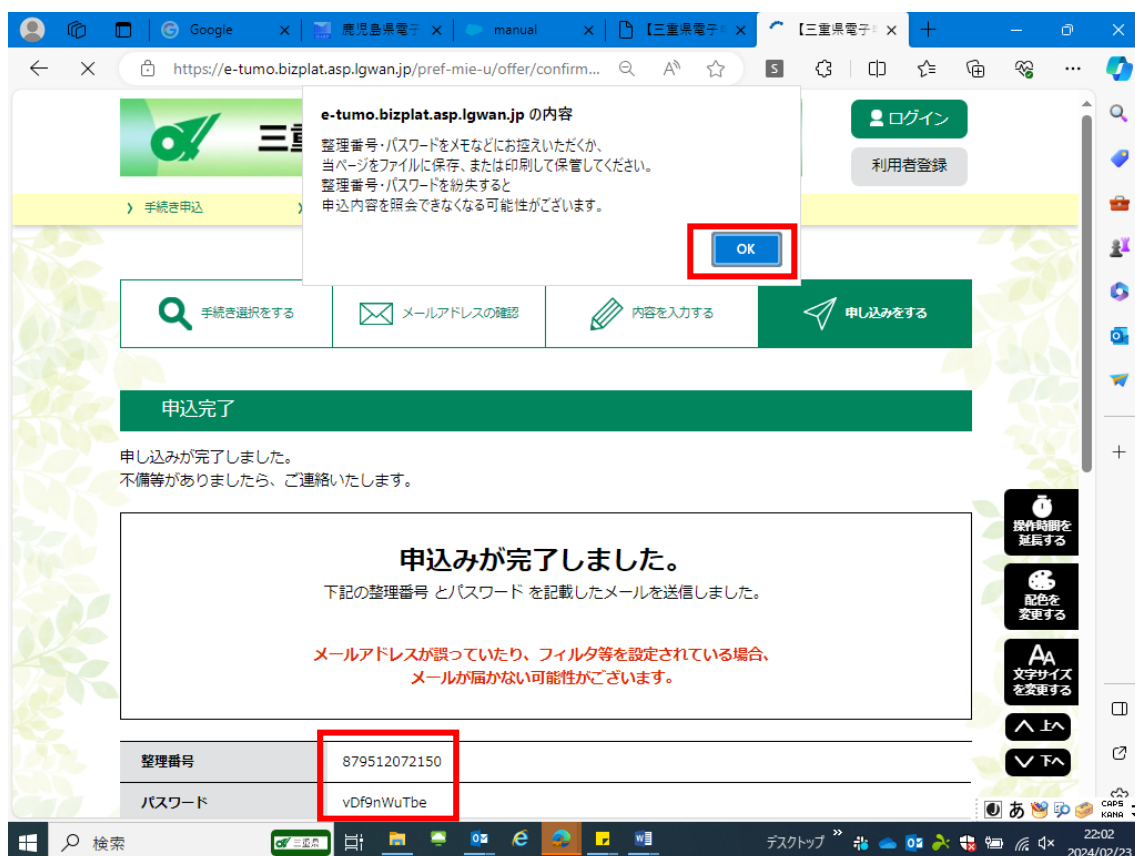 Google
鹿児島県電子
manual
【三重県電子
【三重県電子
https://e-tumo.bizplat.asp.lgwan.jp/pref-mie-u/offer/confirm...
三重
ログイン
利用者登録
手続き申込
e-tumo.bizplat.asp.lgwan.jp の内容
整理番号・パスワードをメモなどにお控えいただくか、
当ページをファイルに保存、または印刷して保管してください。
整理番号・パスワードを紛失すると
申込内容を照会できなくなる可能性がございます。
OK
手続き選択をする
メールアドレスの確認
内容を入力する
申し込みをする
申込完了
申し込みが完了しました。
不備等がありましたら、ご連絡いたします。
申込みが完了しました。
下記の整理番号 とパスワード を記載したメールを送信しました。
メールアドレスが誤っていたり、フィルタ等を設定されている場合、
メールが届かない可能性がございます。
整理番号 879512072150
パスワード vDf9nWuTbe
操作時間を
延長する
配色を
変更する
文字サイズ
を変更する
上へ
下へ
あ
CAPS
KANA
検索
三重県
デスクトップ
22:02
2024/02/23